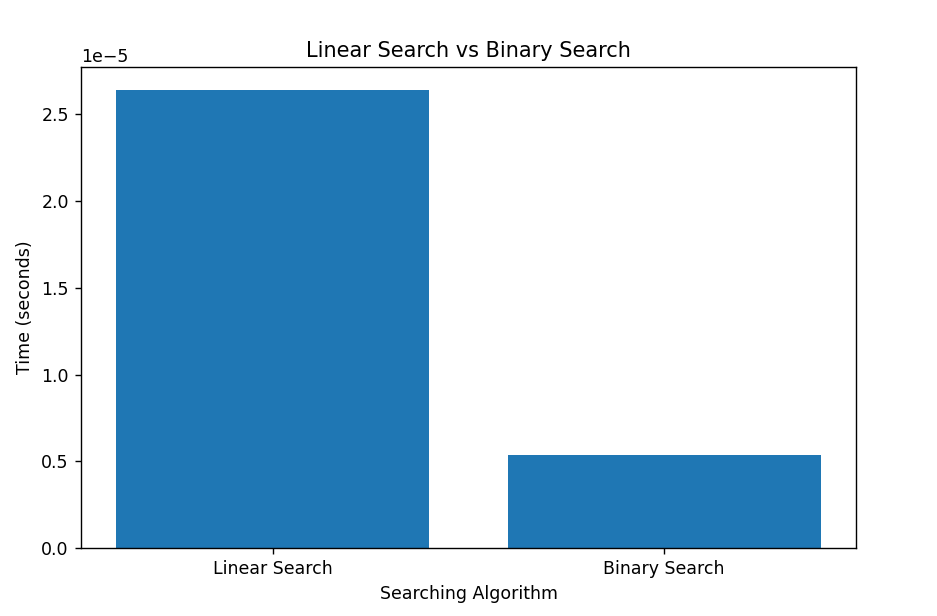 Linear Search vs Binary Search
1e−5
2.5
2.0
1.5
1.0
0.5
0.0
Time (seconds)
Linear Search
Binary Search
Searching Algorithm